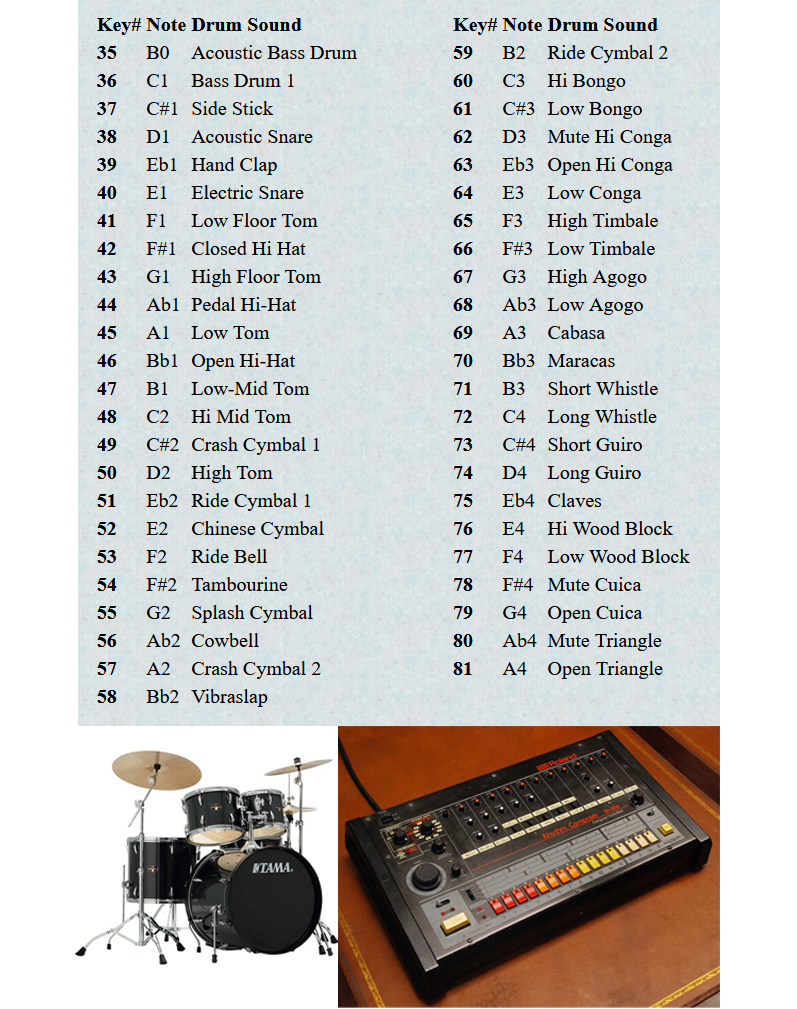 Key# Note Drum Sound
35 B0 Acoustic Bass Drum
36 C1 Bass Drum 1
37 C#1 Side Stick
38 D1 Acoustic Snare
39 Eb1 Hand Clap
40 E1 Electric Snare
41 F1 Low Floor Tom
42 F#1 Closed Hi Hat
43 G1 High Floor Tom
44 Ab1 Pedal Hi-Hat
45 A1 Low Tom
46 Bb1 Open Hi-Hat
47 B1 Low-Mid Tom
48 C2 Hi Mid Tom
49 C#2 Crash Cymbal 1
50 D2 High Tom
51 Eb2 Ride Cymbal 1
52 E2 Chinese Cymbal
53 F2 Ride Bell
54 F#2 Tambourine
55 G2 Splash Cymbal
56 Ab2 Cowbell
57 A2 Crash Cymbal 2
58 Bb2 Vibraslap
Key# Note Drum Sound
59 B2 Ride Cymbal 2
60 C3 Hi Bongo
61 C#3 Low Bongo
62 D3 Mute Hi Conga
63 Eb3 Open Hi Conga
64 E3 Low Conga
65 F3 High Timbale
66 F#3 Low Timbale
67 G3 High Agogo
68 Ab3 Low Agogo
69 A3 Cabasa
70 Bb3 Maracas
71 B3 Short Whistle
72 C4 Long Whistle
73 C#4 Short Guiro
74 D4 Long Guiro
75 Eb4 Claves
76 E4 Hi Wood Block
77 F4 Low Wood Block
78 F#4 Mute Cuica
79 G4 Open Cuica
80 Ab4 Mute Triangle
81 A4 Open Triangle
TAMA
Roland
Rhythm Composer